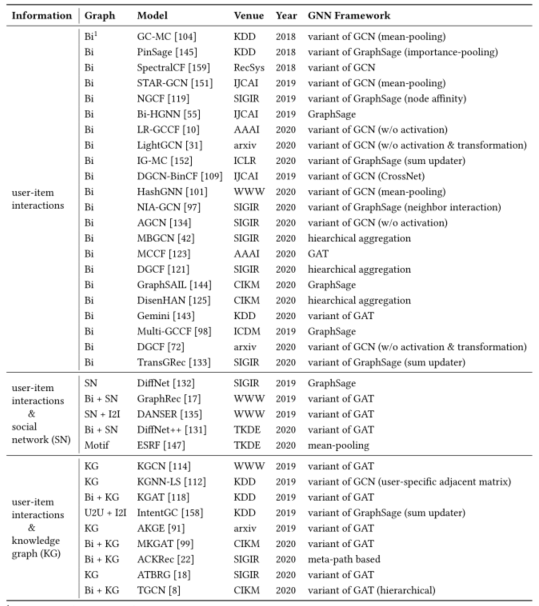 Information Graph Model Venue Year GNN Framework
Bi¹ GC-MC [104] KDD 2018 variant of GCN (mean-pooling)
Bi PinSage [145] KDD 2018 variant of GraphSage (importance-pooling)
Bi SpectralCF [159] RecSys 2018 variant of GCN
Bi STAR-GCN [151] IJCAI 2019 variant of GCN (mean-pooling)
Bi NGCF [119] SIGIR 2019 variant of GraphSage (node affinity)
Bi Bi-HGNN [55] IJCAI 2019 GraphSage
Bi LR-GCCF [10] AAAI 2020 variant of GCN (w/o activation)
Bi LightGCN [31] arxiv 2020 variant of GCN (w/o activation & transformation)
Bi IG-MC [152] ICLR 2020 variant of GraphSage (sum updater)
Bi DGCN-BinCF [109] IJCAI 2019 variant of GCN (CrossNet)
user-item Bi HashGNN [101] WWW 2020 variant of GCN (mean-pooling)
interactions Bi NIA-GCN [97] SIGIR 2020 variant of GraphSage (neighbor interaction)
Bi AGCN [134] SIGIR 2020 variant of GCN (w/o activation)
Bi MBGCN [42] SIGIR 2020 hiearchical aggregation
Bi MCCF [123] AAAI 2020 GAT
Bi DGCF [121] SIGIR 2020 hiearchical aggregation
Bi GraphSAIL [144] CIKM 2020 GraphSage
Bi DisenHAN [125] CIKM 2020 hiearchical aggregation
Bi Gemini [143] KDD 2020 variant of GAT
Bi Multi-GCCF [98] ICDM 2019 GraphSage
Bi DGCF [72] arxiv 2020 variant of GCN (w/o activation & transformation)
Bi TransGRec [133] SIGIR 2020 variant of GraphSage (sum updater)
user-item SN DiffNet [132] SIGIR 2019 GraphSage
interactions Bi + SN GraphRec [17] WWW 2019 variant of GAT
& SN + I2I DANSER [135] WWW 2019 variant of GAT
social Bi + SN DiffNet++ [131] TKDE 2020 variant of GAT
network (SN) Motif ESRF [147] TKDE 2020 mean-pooling
KG KGCN [114] WWW 2019 variant of GAT
KG KGNN-LS [112] KDD 2019 variant of GCN (user-specific adjacent matrix)
user-item Bi + KG KGAT [118] KDD 2019 variant of GAT
interactions U2U + I2I IntentGC [158] KDD 2019 variant of GraphSage (sum updater)
& KG AKGE [91] arxiv 2019 variant of GAT
knowledge Bi + KG MKGAT [99] CIKM 2020 variant of GAT
graph (KG) Bi + KG ACKRec [22] SIGIR 2020 meta-path based
KG ATBRG [18] SIGIR 2020 variant of GAT
Bi + KG TGCN [8] CIKM 2020 variant of GAT (hierarchical)